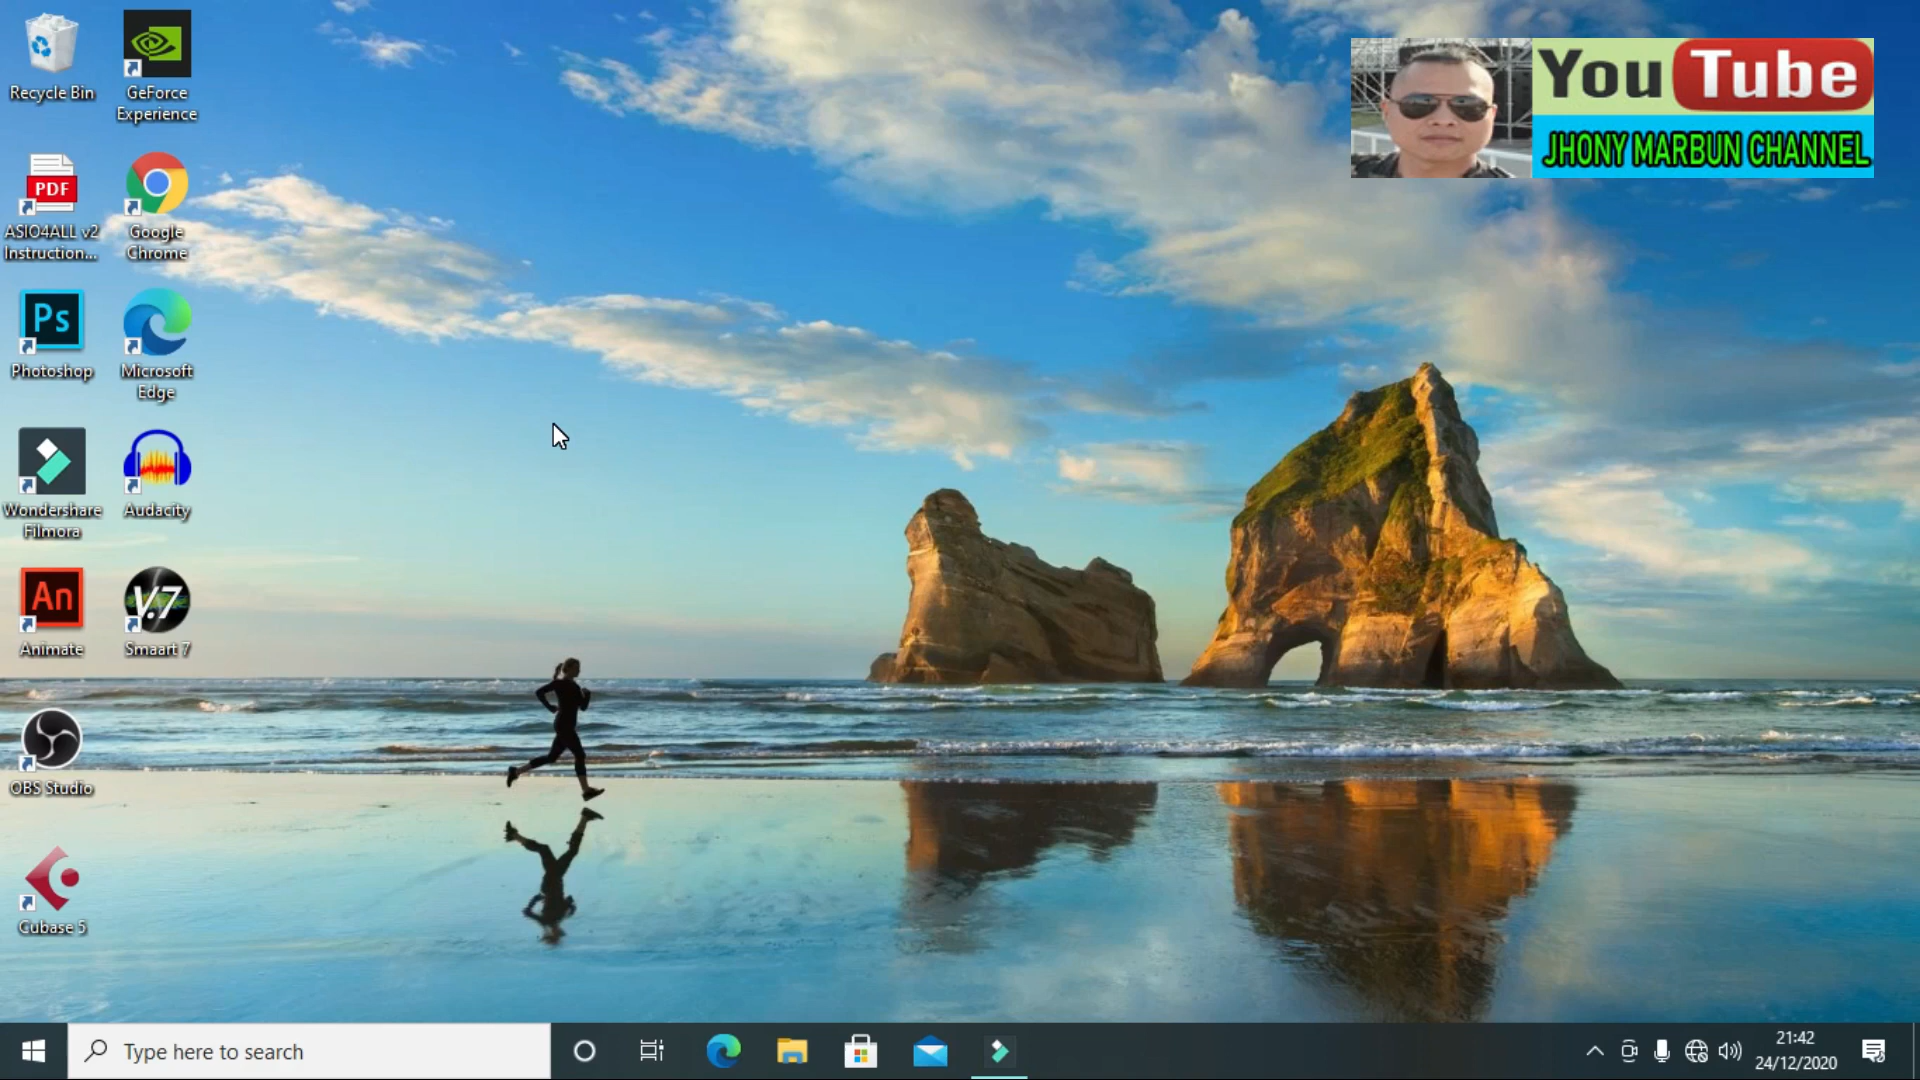 Recycle Bin
GeForce
Experience
YouTube
JHONY MARBUN CHANNEL
PDF
ASIO4ALL v2
Instruction...
Google
Chrome
Ps
Photoshop
Microsoft
Edge
Wondershare
Filmora
Audacity
An
Animate
V.7
Smaart 7
OBS Studio
Cubase 5
Type here to search
21:42
24/12/2020